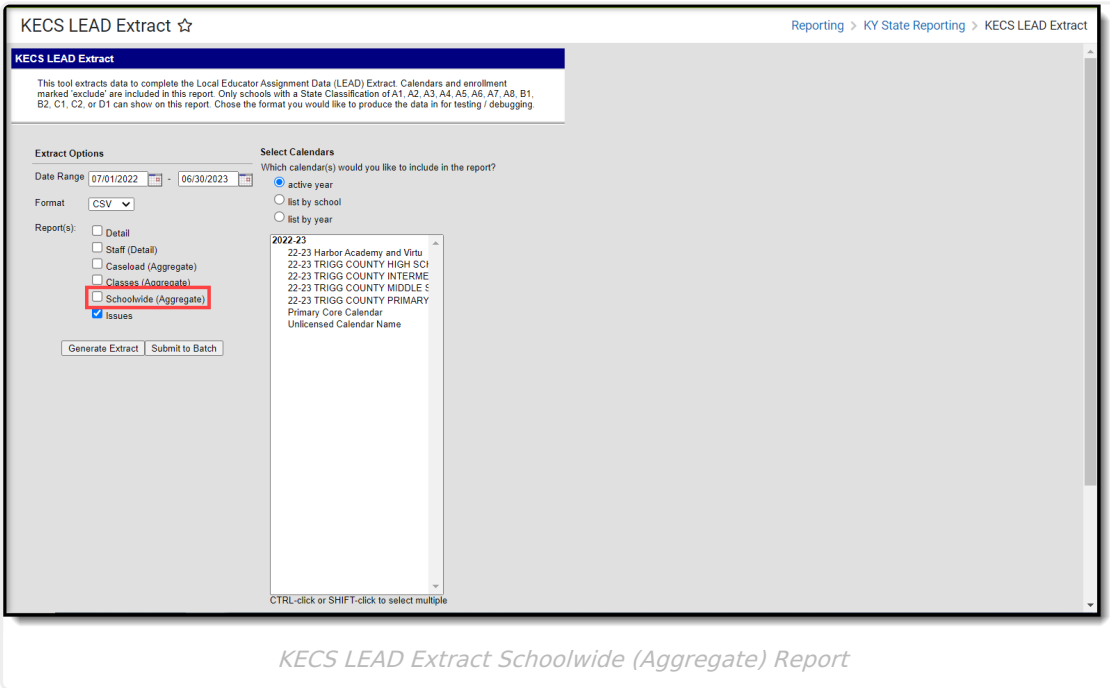 KECS LEAD Extract ☆
Reporting > KY State Reporting > KECS LEAD Extract
KECS LEAD Extract
This tool extracts data to complete the Local Educator Assignment Data (LEAD) Extract. Calendars and enrollment
marked 'exclude' are included in this report. Only schools with a State Classification of A1, A2, A3, A4, A5, A6, A7, A8, B1,
B2, C1, C2, or D1 can show on this report. Chose the format you would like to produce the data in for testing / debugging.
Extract Options
Date Range 07/01/2022 - 06/30/2023
Format CSV
Report(s):
Detail
Staff (Detail)
Caseload (Aggregate)
Classes (Aggregate)
Schoolwide (Aggregate)
Issues
Generate Extract Submit to Batch
Select Calendars
Which calendar(s) would you like to include in the report?
active year
list by school
list by year
2022-23
22-23 Harbor Academy and Virtu
22-23 TRIGG COUNTY HIGH SCH
22-23 TRIGG COUNTY INTERME
22-23 TRIGG COUNTY MIDDLE S
22-23 TRIGG COUNTY PRIMARY
Primary Core Calendar
Unlicensed Calendar Name
CTRL-click or SHIFT-click to select multiple
KECS LEAD Extract Schoolwide (Aggregate) Report